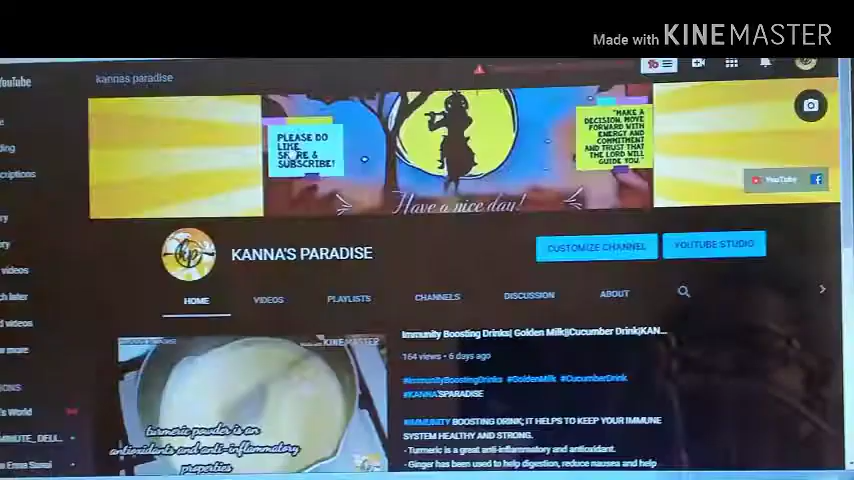 Made with KINEMASTER
YouTube
kannas paradise
PLEASE DO
LIKE,
SHARE &
SUBSCRIBE!
"MAKE A
DECISION, MOVE
FORWARD WITH
ENERGY AND
COMMITMENT
AND TRUST THAT
THE LORD WILL
GUIDE YOU."
Have a nice day!
YouTube
kp
KANNA'S PARADISE
CUSTOMIZE CHANNEL
YOUTUBE STUDIO
HOME
VIDEOS
PLAYLISTS
CHANNELS
DISCUSSION
ABOUT
Immunity Boosting Drinks| Golden Milk||Cucumber Drink|KAN...
164 views • 6 days ago
#ImmunityBoostingDrinks #GoldenMilk #CucumberDrink
#KANNA'SPARADISE
#IMMUNITY BOOSTING DRINK; IT HELPS TO KEEP YOUR IMMUNE
SYSTEM HEALTHY AND STRONG.
- Turmeric is a great anti-inflammatory and antioxidant.
- Ginger has been used to help digestion, reduce nausea and help
KINEMASTER
turmeric powder is an
antioxidants and anti-inflammatory
properties
videos
more
's World